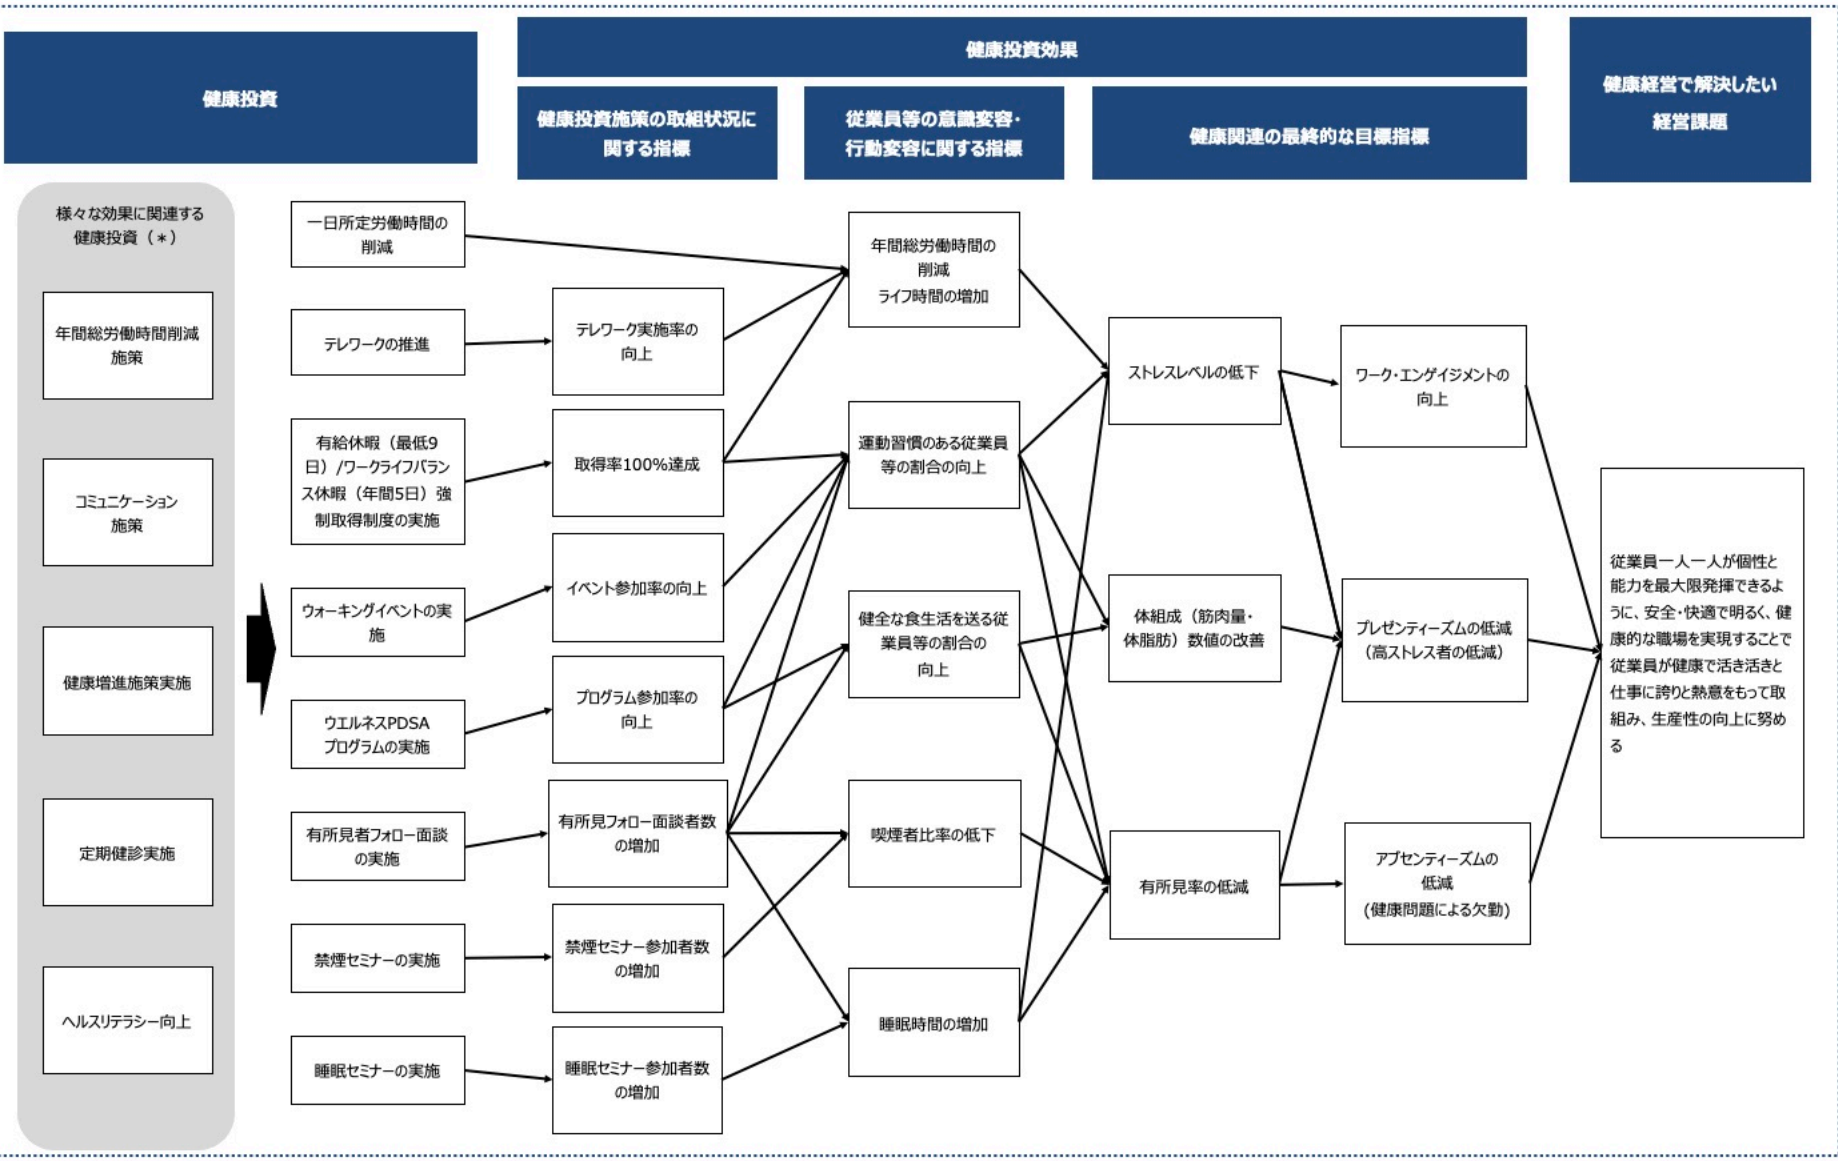 健康投資
健康投資効果
健康投資施策の取組状況に
関する指標
従業員等の意識変容・
行動変容に関する指標
健康関連の最終的な目標指標
健康経営で解決したい
経営課題
様々な効果に関連する
健康投資（＊）
年間総労働時間削減
施策
コミュニケーション
施策
健康増進施策実施
定期健診実施
ヘルスリテラシー向上
一日所定労働時間の
削減
テレワークの推進
有給休暇（最低9
日）/ワークライフバラン
ス休暇（年間5日）強
制取得制度の実施
ウォーキングイベントの実
施
ウエルネスPDSA
プログラムの実施
有所見者フォロー面談
の実施
禁煙セミナーの実施
睡眠セミナーの実施
テレワーク実施率の
向上
取得率100%達成
イベント参加率の向上
プログラム参加率の
向上
有所見フォロー面談者数
の増加
禁煙セミナー参加者数
の増加
睡眠セミナー参加者数
の増加
年間総労働時間の
削減
ライフ時間の増加
運動習慣のある従業員
等の割合の向上
健全な食生活を送る従
業員等の割合の
向上
喫煙者比率の低下
睡眠時間の増加
ストレスレベルの低下
体組成（筋肉量・
体脂肪）数値の改善
有所見率の低減
ワーク・エンゲイジメントの
向上
プレゼンティーズムの低減
（高ストレス者の低減）
アブセンティーズムの
低減
(健康問題による欠勤)
従業員一人一人が個性と
能力を最大限発揮できるよ
うに、安全・快適で明るく、健
康的な職場を実現することで
従業員が健康で活き活きと
仕事に誇りと熱意をもって取
組み、生産性の向上に努め
る